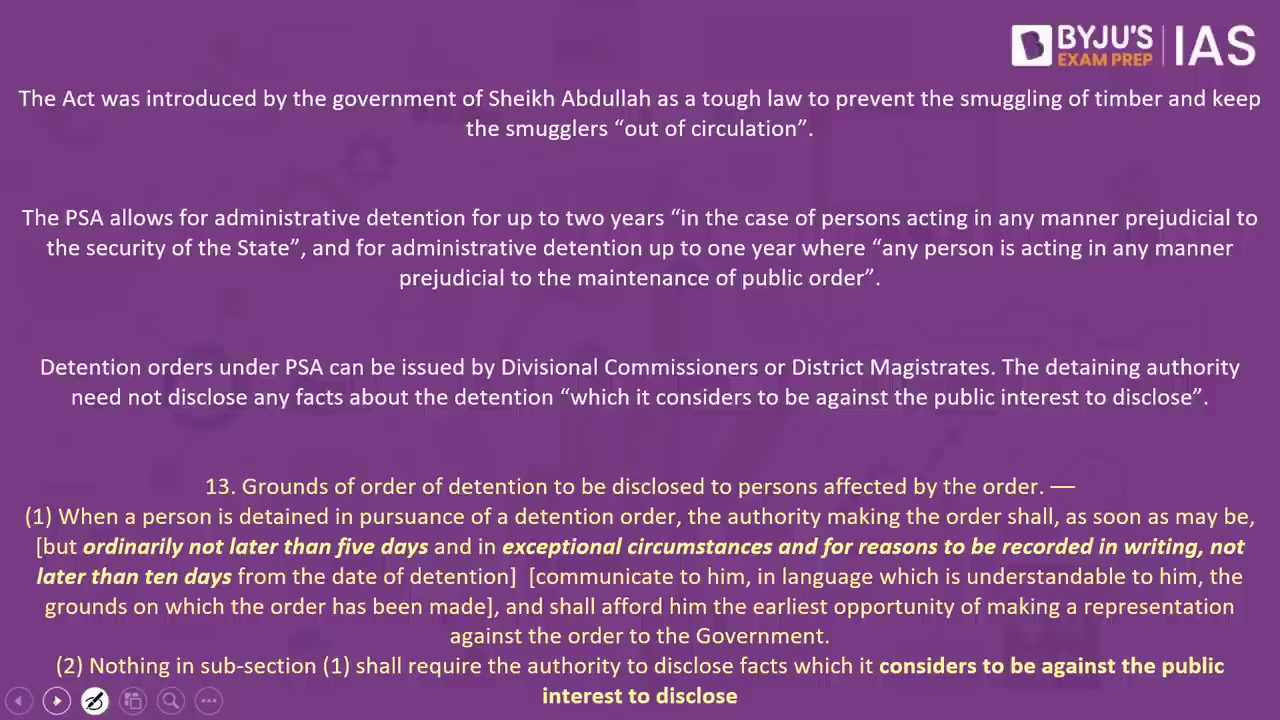 BYJU'S
EXAM PREP
IAS
The Act was introduced by the government of Sheikh Abdullah as a tough law to prevent the smuggling of timber and keep
the smugglers “out of circulation”.
The PSA allows for administrative detention for up to two years “in the case of persons acting in any manner prejudicial to
the security of the State”, and for administrative detention up to one year where “any person is acting in any manner
prejudicial to the maintenance of public order”.
Detention orders under PSA can be issued by Divisional Commissioners or District Magistrates. The detaining authority
need not disclose any facts about the detention “which it considers to be against the public interest to disclose”.
13. Grounds of order of detention to be disclosed to persons affected by the order. —
(1) When a person is detained in pursuance of a detention order, the authority making the order shall, as soon as may be,
[but ordinarily not later than five days and in exceptional circumstances and for reasons to be recorded in writing, not
later than ten days from the date of detention] [communicate to him, in language which is understandable to him, the
grounds on which the order has been made], and shall afford him the earliest opportunity of making a representation
against the order to the Government.
(2) Nothing in sub-section (1) shall require the authority to disclose facts which it considers to be against the public
interest to disclose